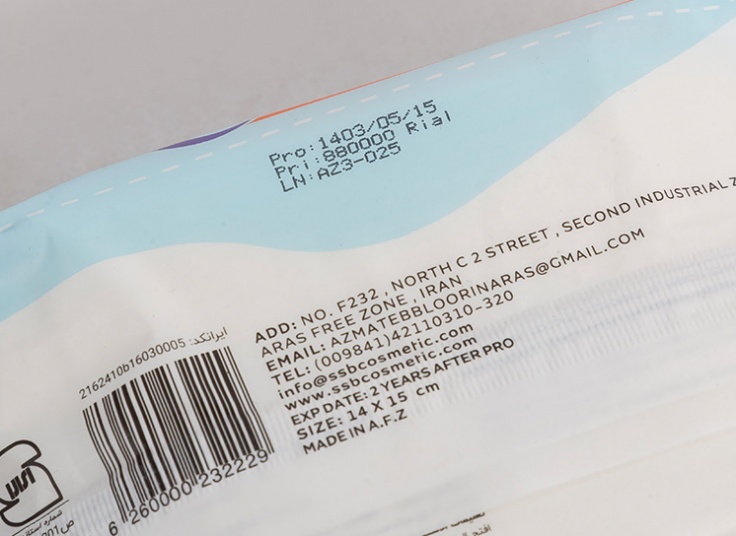 Pro:1403/05/15
Pri:880000 Rial
LN:AZ3-025
ADD: NO. F232 , NORTH C 2 STREET , SECOND INDUSTRIAL
ARAS FREE ZONE , IRAN
EMAIL: AZMATEBBLOORINARAS@GMAIL.COM
TEL: (009841)42110310-320
info@ssbcosmetic.com
www.ssbcosmetic.com
EXP DATE: 2 YEARS AFTER PRO
SIZE: 14 X 15 cm
MADE IN A.F.Z
ایرانکد: 2162410b16030005
6 260000 232229